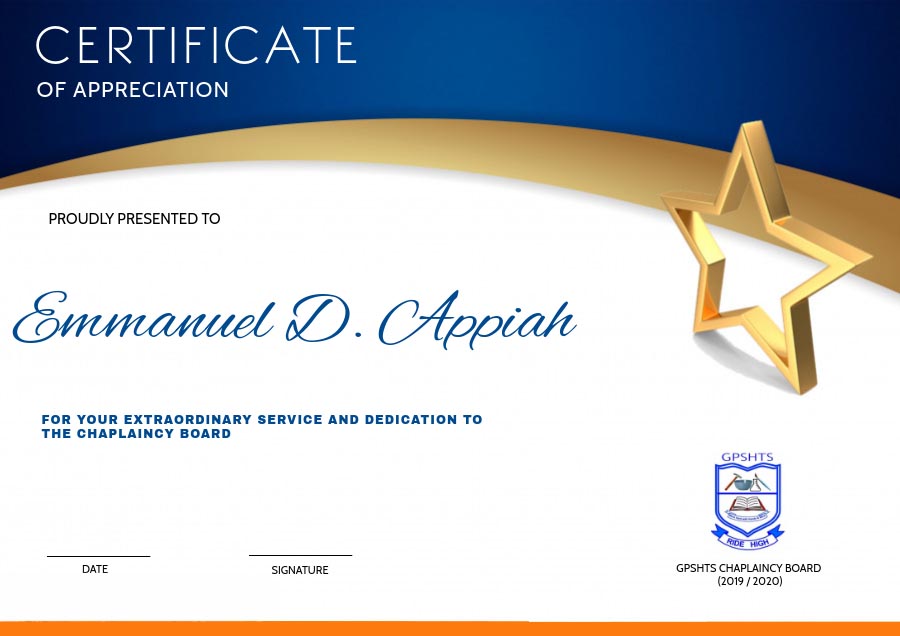 CERTIFICATE
OF APPRECIATION
PROUDLY PRESENTED TO
Emmanuel D. Appiah
FOR YOUR EXTRAORDINARY SERVICE AND DEDICATION TO
THE CHAPLAINCY BOARD
GPSHTS
RIDE HIGH
DATE
SIGNATURE
GPSHTS CHAPLAINCY BOARD
(2019 / 2020)